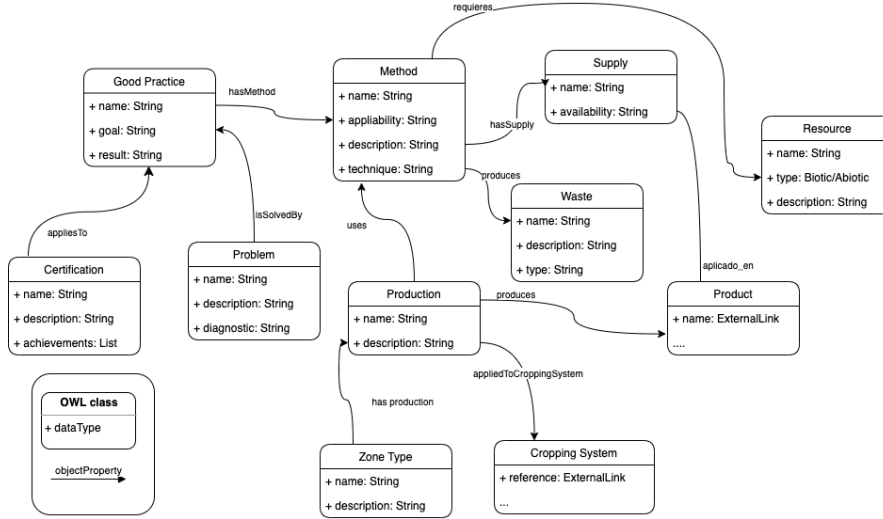 requieres
Good Practice
+ name: String
+ goal: String
+ result: String
hasMethod
Method
+ name: String
+ appliability: String
+ description: String
+ technique: String
hasSupply
Supply
+ name: String
+ availability: String
Resource
+ name: String
+ type: Biotic/Abiotic
+ description: String
produces
Waste
+ name: String
+ description: String
+ type: String
appliesTo
isSolvedBy
uses
aplicado_en
Certification
+ name: String
+ description: String
+ achievements: List
Problem
+ name: String
+ description: String
+ diagnostic: String
Production
+ name: String
+ description: String
produces
Product
+ name: ExternalLink
....
appliedToCroppingSystem
has production
OWL class
+ dataType
objectProperty
Zone Type
+ name: String
+ description: String
Cropping System
+ reference: ExternalLink
...